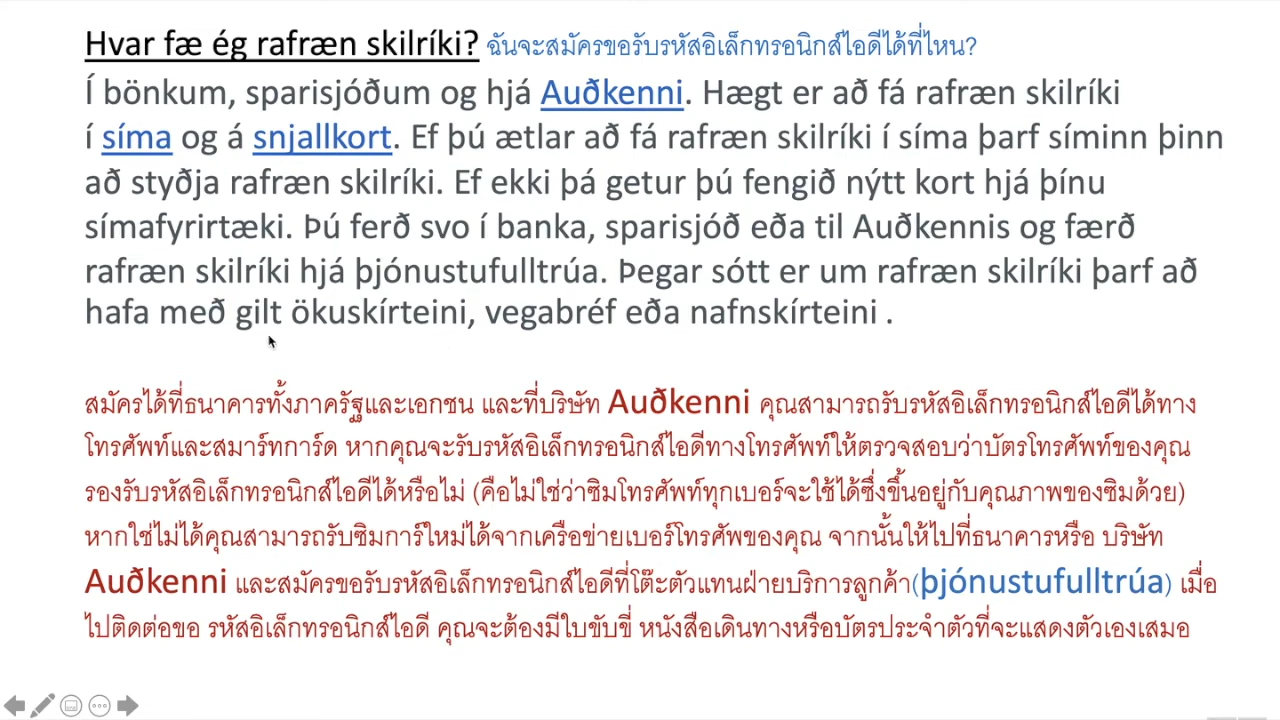 Hvar fæ ég rafræn skilríki? ฉันจะสมัครขอรับรหัสอิเล็กทรอนิกส์ไอดีได้ที่ไหน?
Í bönkum, sparisjóðum og hjá Auðkenni. Hægt er að fá rafræn skilríki
í síma og á snjallkort. Ef þú ætlar að fá rafræn skilríki í síma þarf síminn þinn
að styðja rafræn skilríki. Ef ekki þá getur þú fengið nýtt kort hjá þínu
símafyrirtæki. Þú ferð svo í banka, sparisjóð eða til Auðkennis og færð
rafræn skilríki hjá þjónustufulltrúa. Þegar sótt er um rafræn skilríki þarf að
hafa með gilt ökuskírteini, vegabréf eða nafnskírteini .
สมัครได้ที่ธนาคารทั้งภาครัฐและเอกชน และที่บริษัท Auðkenni คุณสามารถรับรหัสอิเล็กทรอนิกส์ไอดีได้ทาง
โทรศัพท์และสมาร์ทการ์ด หากคุณจะรับรหัสอิเล็กทรอนิกส์ไอดีทางโทรศัพท์ให้ตรวจสอบว่าบัตรโทรศัพท์ของคุณ
รองรับรหัสอิเล็กทรอนิกส์ไอดีได้หรือไม่ (คือไม่ใช่ว่าซิมโทรศัพท์ทุกเบอร์จะใช้ได้ซึ่งขึ้นอยู่กับคุณภาพของซิมด้วย)
หากใช่ไม่ได้คุณสามารถรับซิมการ์ใหม่ได้จากเครือข่ายเบอร์โทรศัพของคุณ จากนั้นให้ไปที่ธนาคารหรือ บริษัท
Auðkenni และสมัครขอรับรหัสอิเล็กทรอนิกส์ไอดีที่โต๊ะตัวแทนฝ่ายบริการลูกค้า(þjónustufulltrúa) เมื่อ
ไปติดต่อขอ รหัสอิเล็กทรอนิกส์ไอดี คุณจะต้องมีใบขับขี่ หนังสือเดินทางหรือบัตรประจำตัวที่จะแสดงตัวเองเสมอ